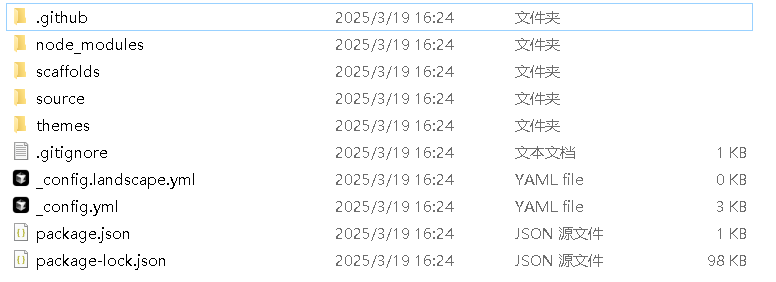 .github 2025/3/19 16:24 文件夹
node_modules 2025/3/19 16:24 文件夹
scaffolds 2025/3/19 16:24 文件夹
source 2025/3/19 16:24 文件夹
themes 2025/3/19 16:24 文件夹
.gitignore 2025/3/19 16:24 文本文档 1 KB
_config.landscape.yml 2025/3/19 16:24 YAML file 0 KB
_config.yml 2025/3/19 16:24 YAML file 3 KB
package.json 2025/3/19 16:24 JSON 源文件 1 KB
package-lock.json 2025/3/19 16:24 JSON 源文件 98 KB